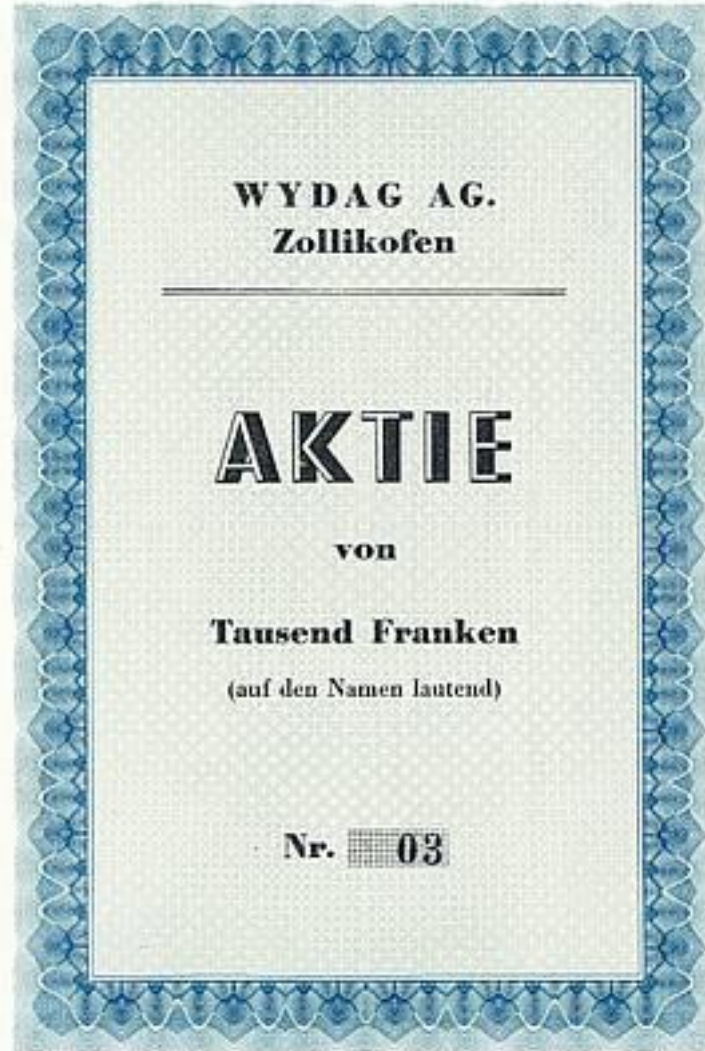 WYDAG AG.
Zollikofen
AKTIE
von
Tausend Franken
(auf den Namen lautend)
Nr. 03